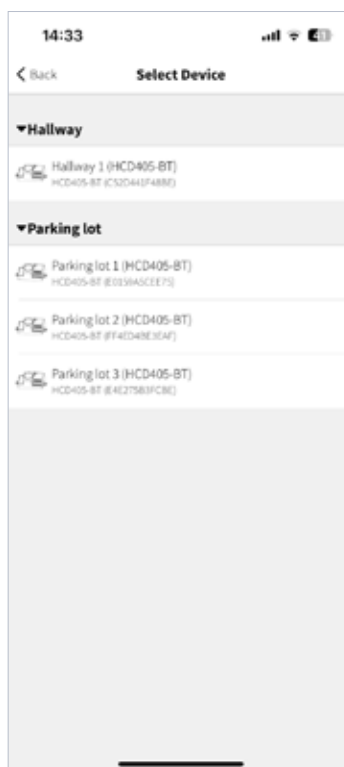 14:33
Back
Select Device
Hallway
Hallway 1 (HCD405-BT)
HCD405-BT
Parking lot
Parking lot 1 (HCD405-BT)
HCD405-BT
Parking lot 2 (HCD405-BT)
HCD405-BT
Parking lot 3 (HCD405-BT)
HCD405-BT